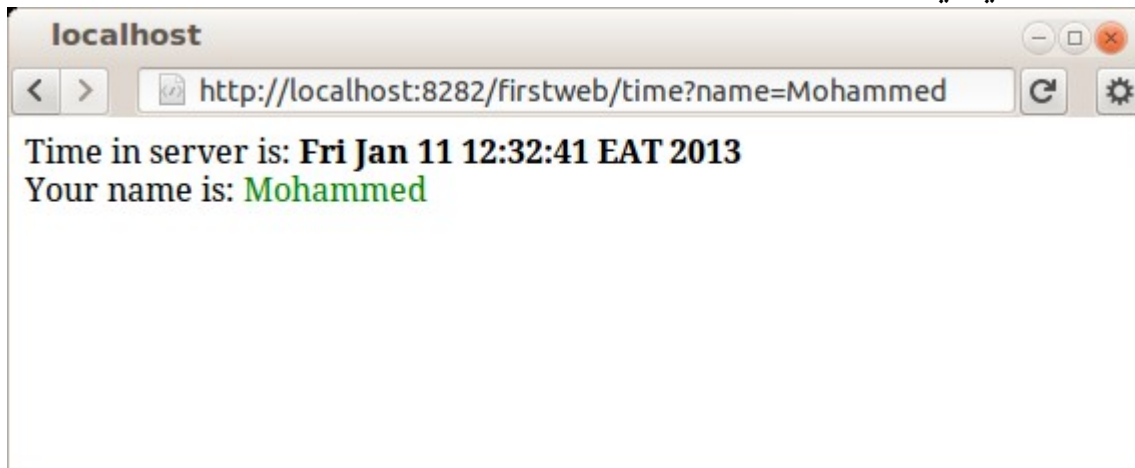 localhost
http://localhost:8282/firstweb/time?name=Mohammed
Time in server is: Fri Jan 11 12:32:41 EAT 2013
Your name is: Mohammed